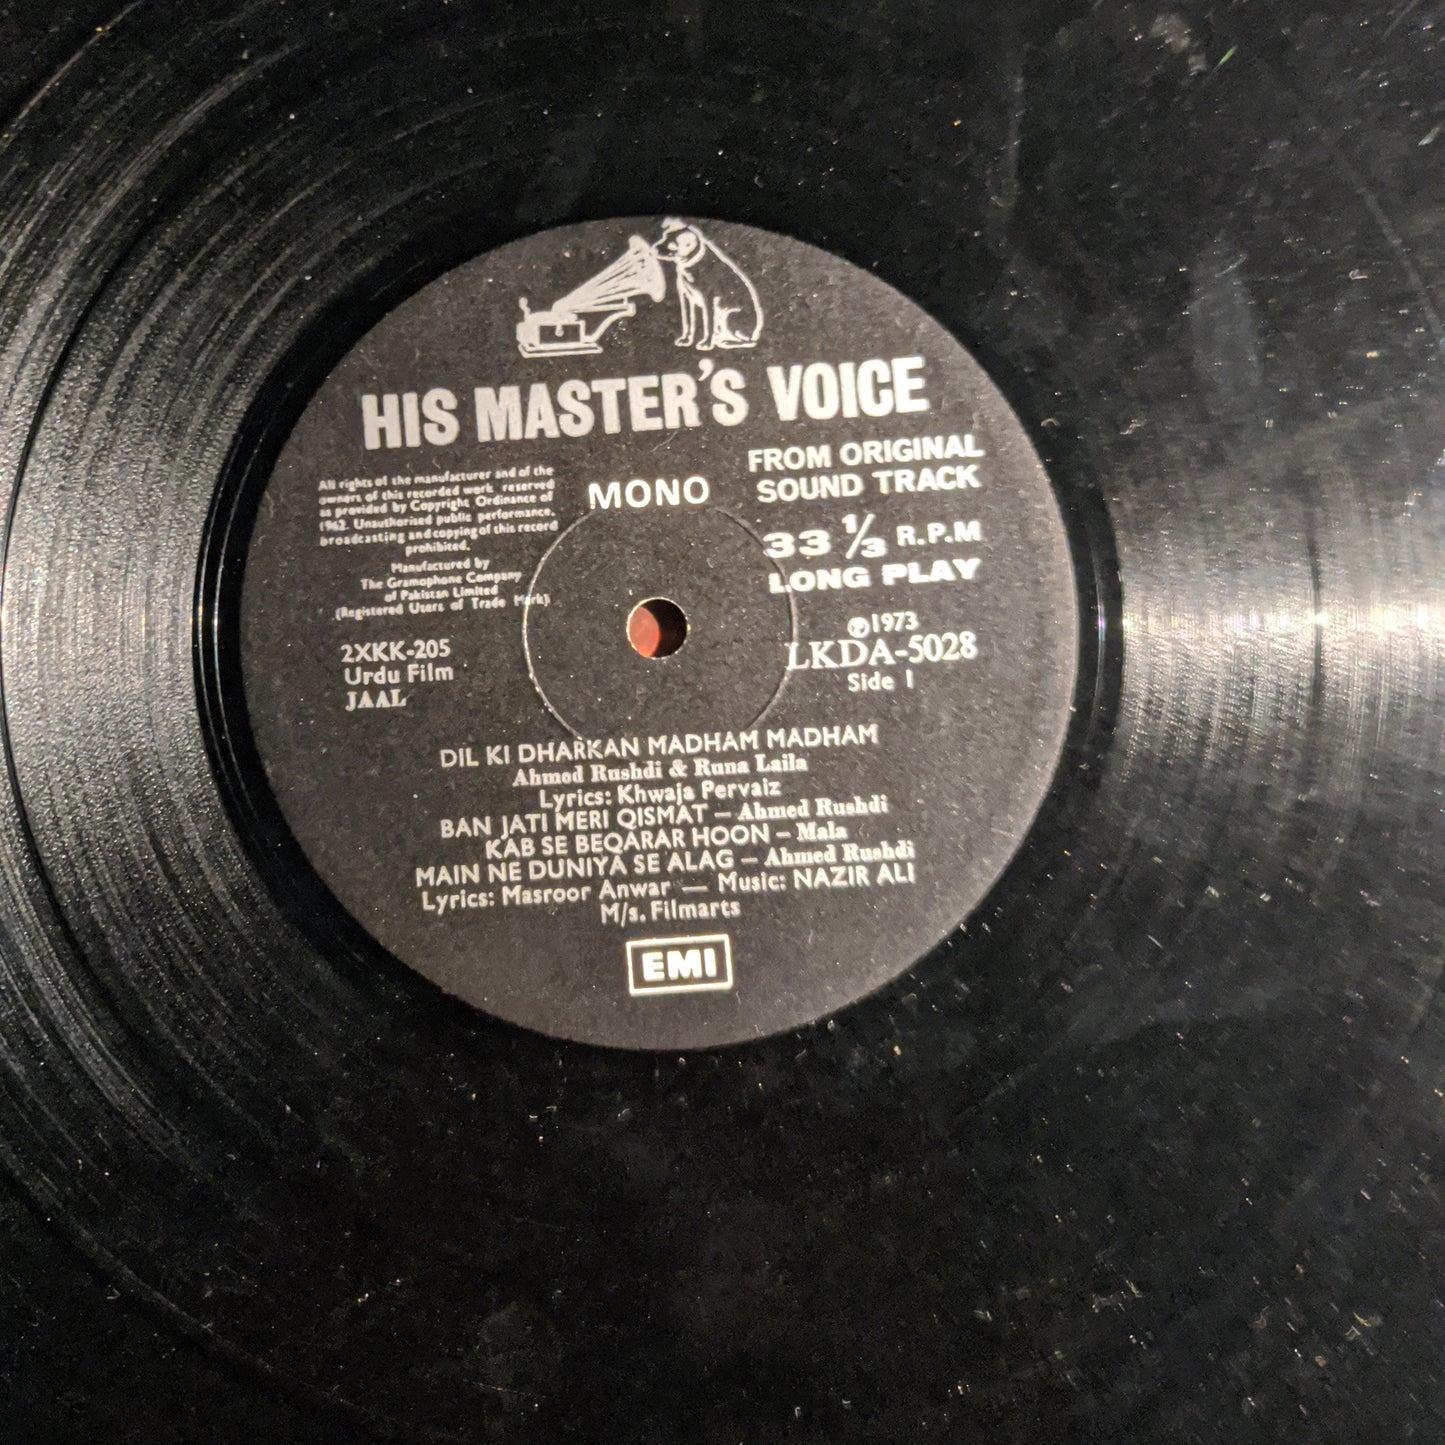 HIS MASTER'S VOICE
All rights of the manufacturer and of the
owners of this recorded work reserved
as provided by Copyright Ordinance of
1962. Unauthorised public performance,
broadcasting and copying of this record
prohibited.
Manufactured by
The Gramophone Company
of Pakistan Limited
(Registered Users of Trade Mark)
MONO
FROM ORIGINAL
SOUND TRACK
33 1/3 R.P.M
LONG PLAY
2XKK-205
Urdu Film
JAAL
℗1973
LKDA-5028
Side 1
DIL KI DHARKAN MADHAM MADHAM
Ahmed Rushdi & Runa Laila
Lyrics: Khwaja Pervaiz
BAN JATI MERI QISMAT – Ahmed Rushdi
KAB SE BEQARAR HOON – Mala
MAIN NE DUNIYA SE ALAG – Ahmed Rushdi
Lyrics: Masroor Anwar — Music: NAZIR ALI
M/s. Filmarts
EMI